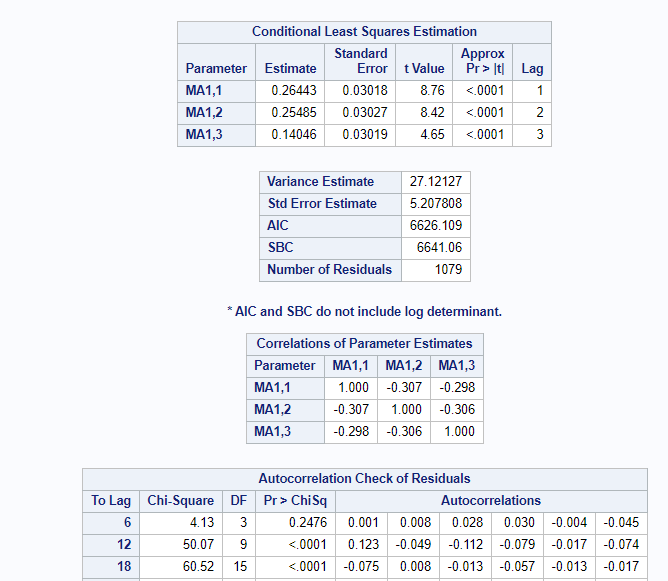 Conditional Least Squares Estimation
Parameter Estimate Standard Error t Value Approx Pr > |t| Lag
MA1,1 0.26443 0.03018 8.76 <.0001 1
MA1,2 0.25485 0.03027 8.42 <.0001 2
MA1,3 0.14046 0.03019 4.65 <.0001 3
Variance Estimate 27.12127
Std Error Estimate 5.207808
AIC 6626.109
SBC 6641.06
Number of Residuals 1079
* AIC and SBC do not include log determinant.
Correlations of Parameter Estimates
Parameter MA1,1 MA1,2 MA1,3
MA1,1 1.000 -0.307 -0.298
MA1,2 -0.307 1.000 -0.306
MA1,3 -0.298 -0.306 1.000
Autocorrelation Check of Residuals
To Lag Chi-Square DF Pr > ChiSq Autocorrelations
6 4.13 3 0.2476 0.001 0.008 0.028 0.030 -0.004 -0.045
12 50.07 9 <.0001 0.123 -0.049 -0.112 -0.079 -0.017 -0.074
18 60.52 15 <.0001 -0.075 0.008 -0.013 -0.057 -0.013 -0.017